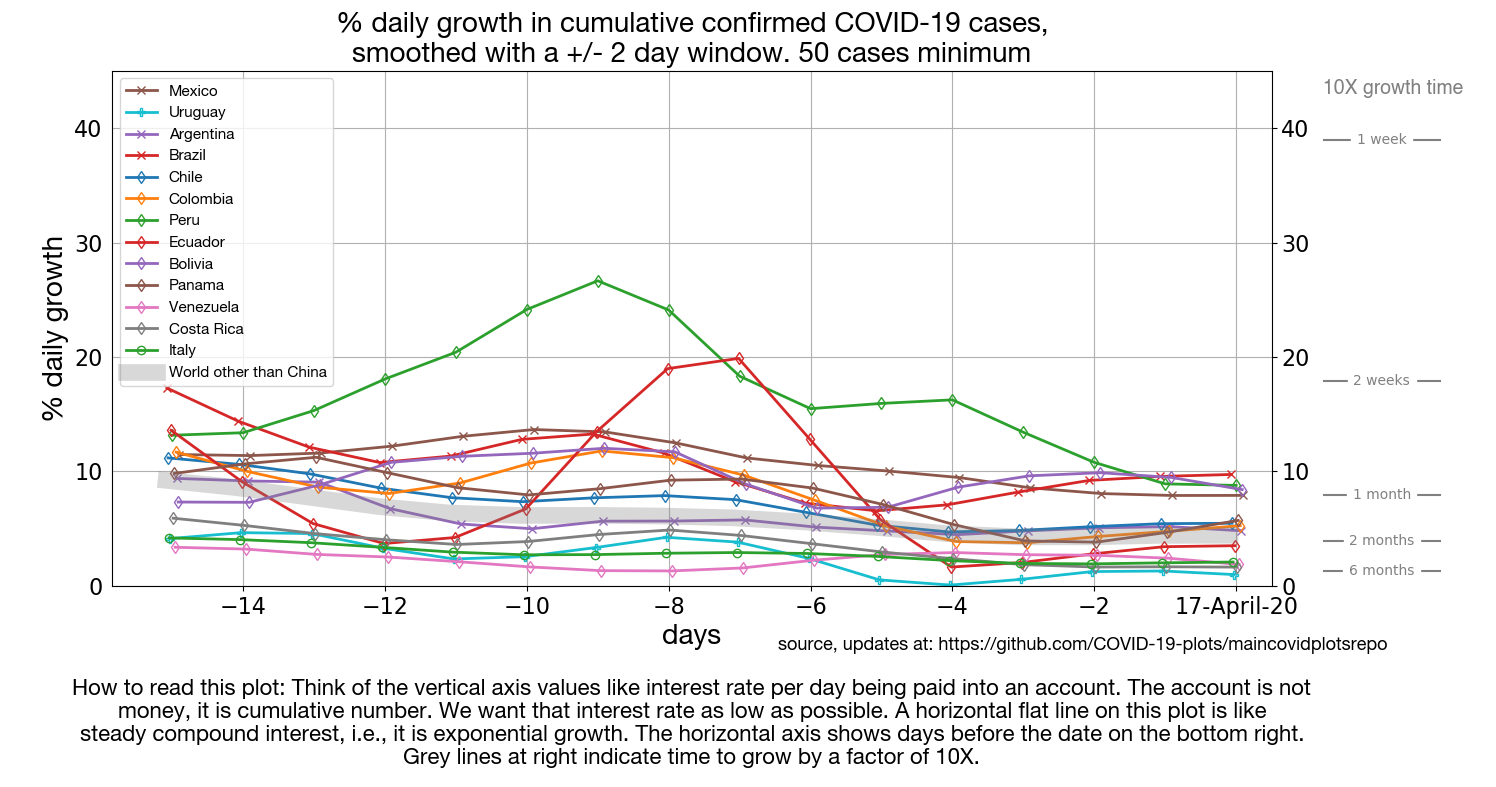 % daily growth in cumulative confirmed COVID-19 cases,
smoothed with a +/- 2 day window. 50 cases minimum
10X growth time
Mexico
Uruguay
Argentina
Brazil
Chile
Colombia
Peru
Ecuador
Bolivia
Panama
Venezuela
Costa Rica
Italy
World other than China
% daily growth
40
30
20
10
0
40
30
20
10
0
1 week
2 weeks
1 month
2 months
6 months
−14
−12
−10
−8
−6
−4
−2
17-April-20
days
source, updates at: https://github.com/COVID-19-plots/maincovidplotsrepo
How to read this plot: Think of the vertical axis values like interest rate per day being paid into an account. The account is not
money, it is cumulative number. We want that interest rate as low as possible. A horizontal flat line on this plot is like
steady compound interest, i.e., it is exponential growth. The horizontal axis shows days before the date on the bottom right.
Grey lines at right indicate time to grow by a factor of 10X.